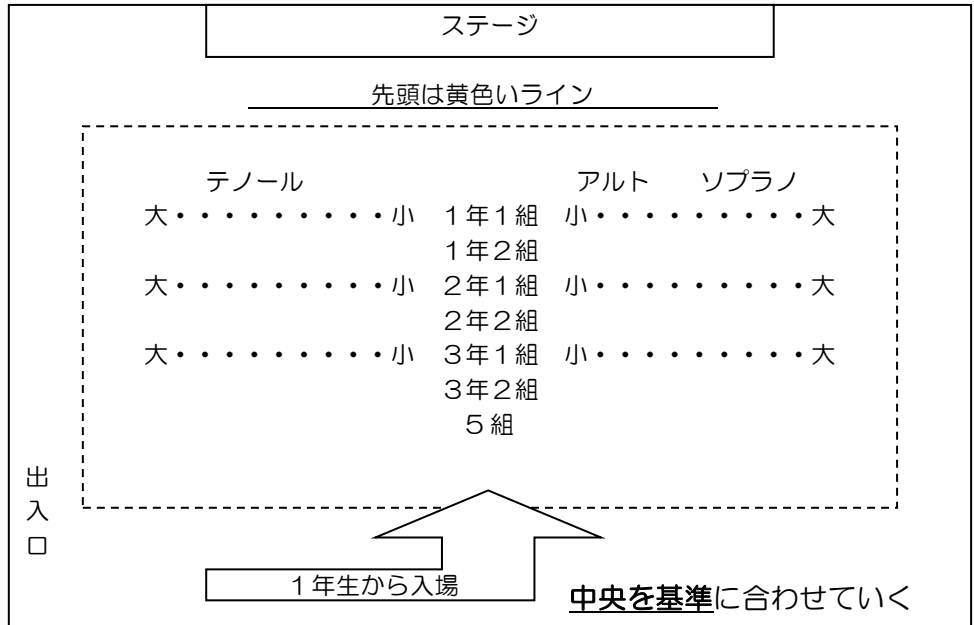 ステージ
先頭は黄色いライン
テノール　アルト　ソプラノ
大・・・・・・・・・小　１年１組　小・・・・・・・・・大
１年２組
大・・・・・・・・・小　２年１組　小・・・・・・・・・大
２年２組
大・・・・・・・・・小　３年１組　小・・・・・・・・・大
３年２組
５組
出入口
１年生から入場
中央を基準に合わせていく